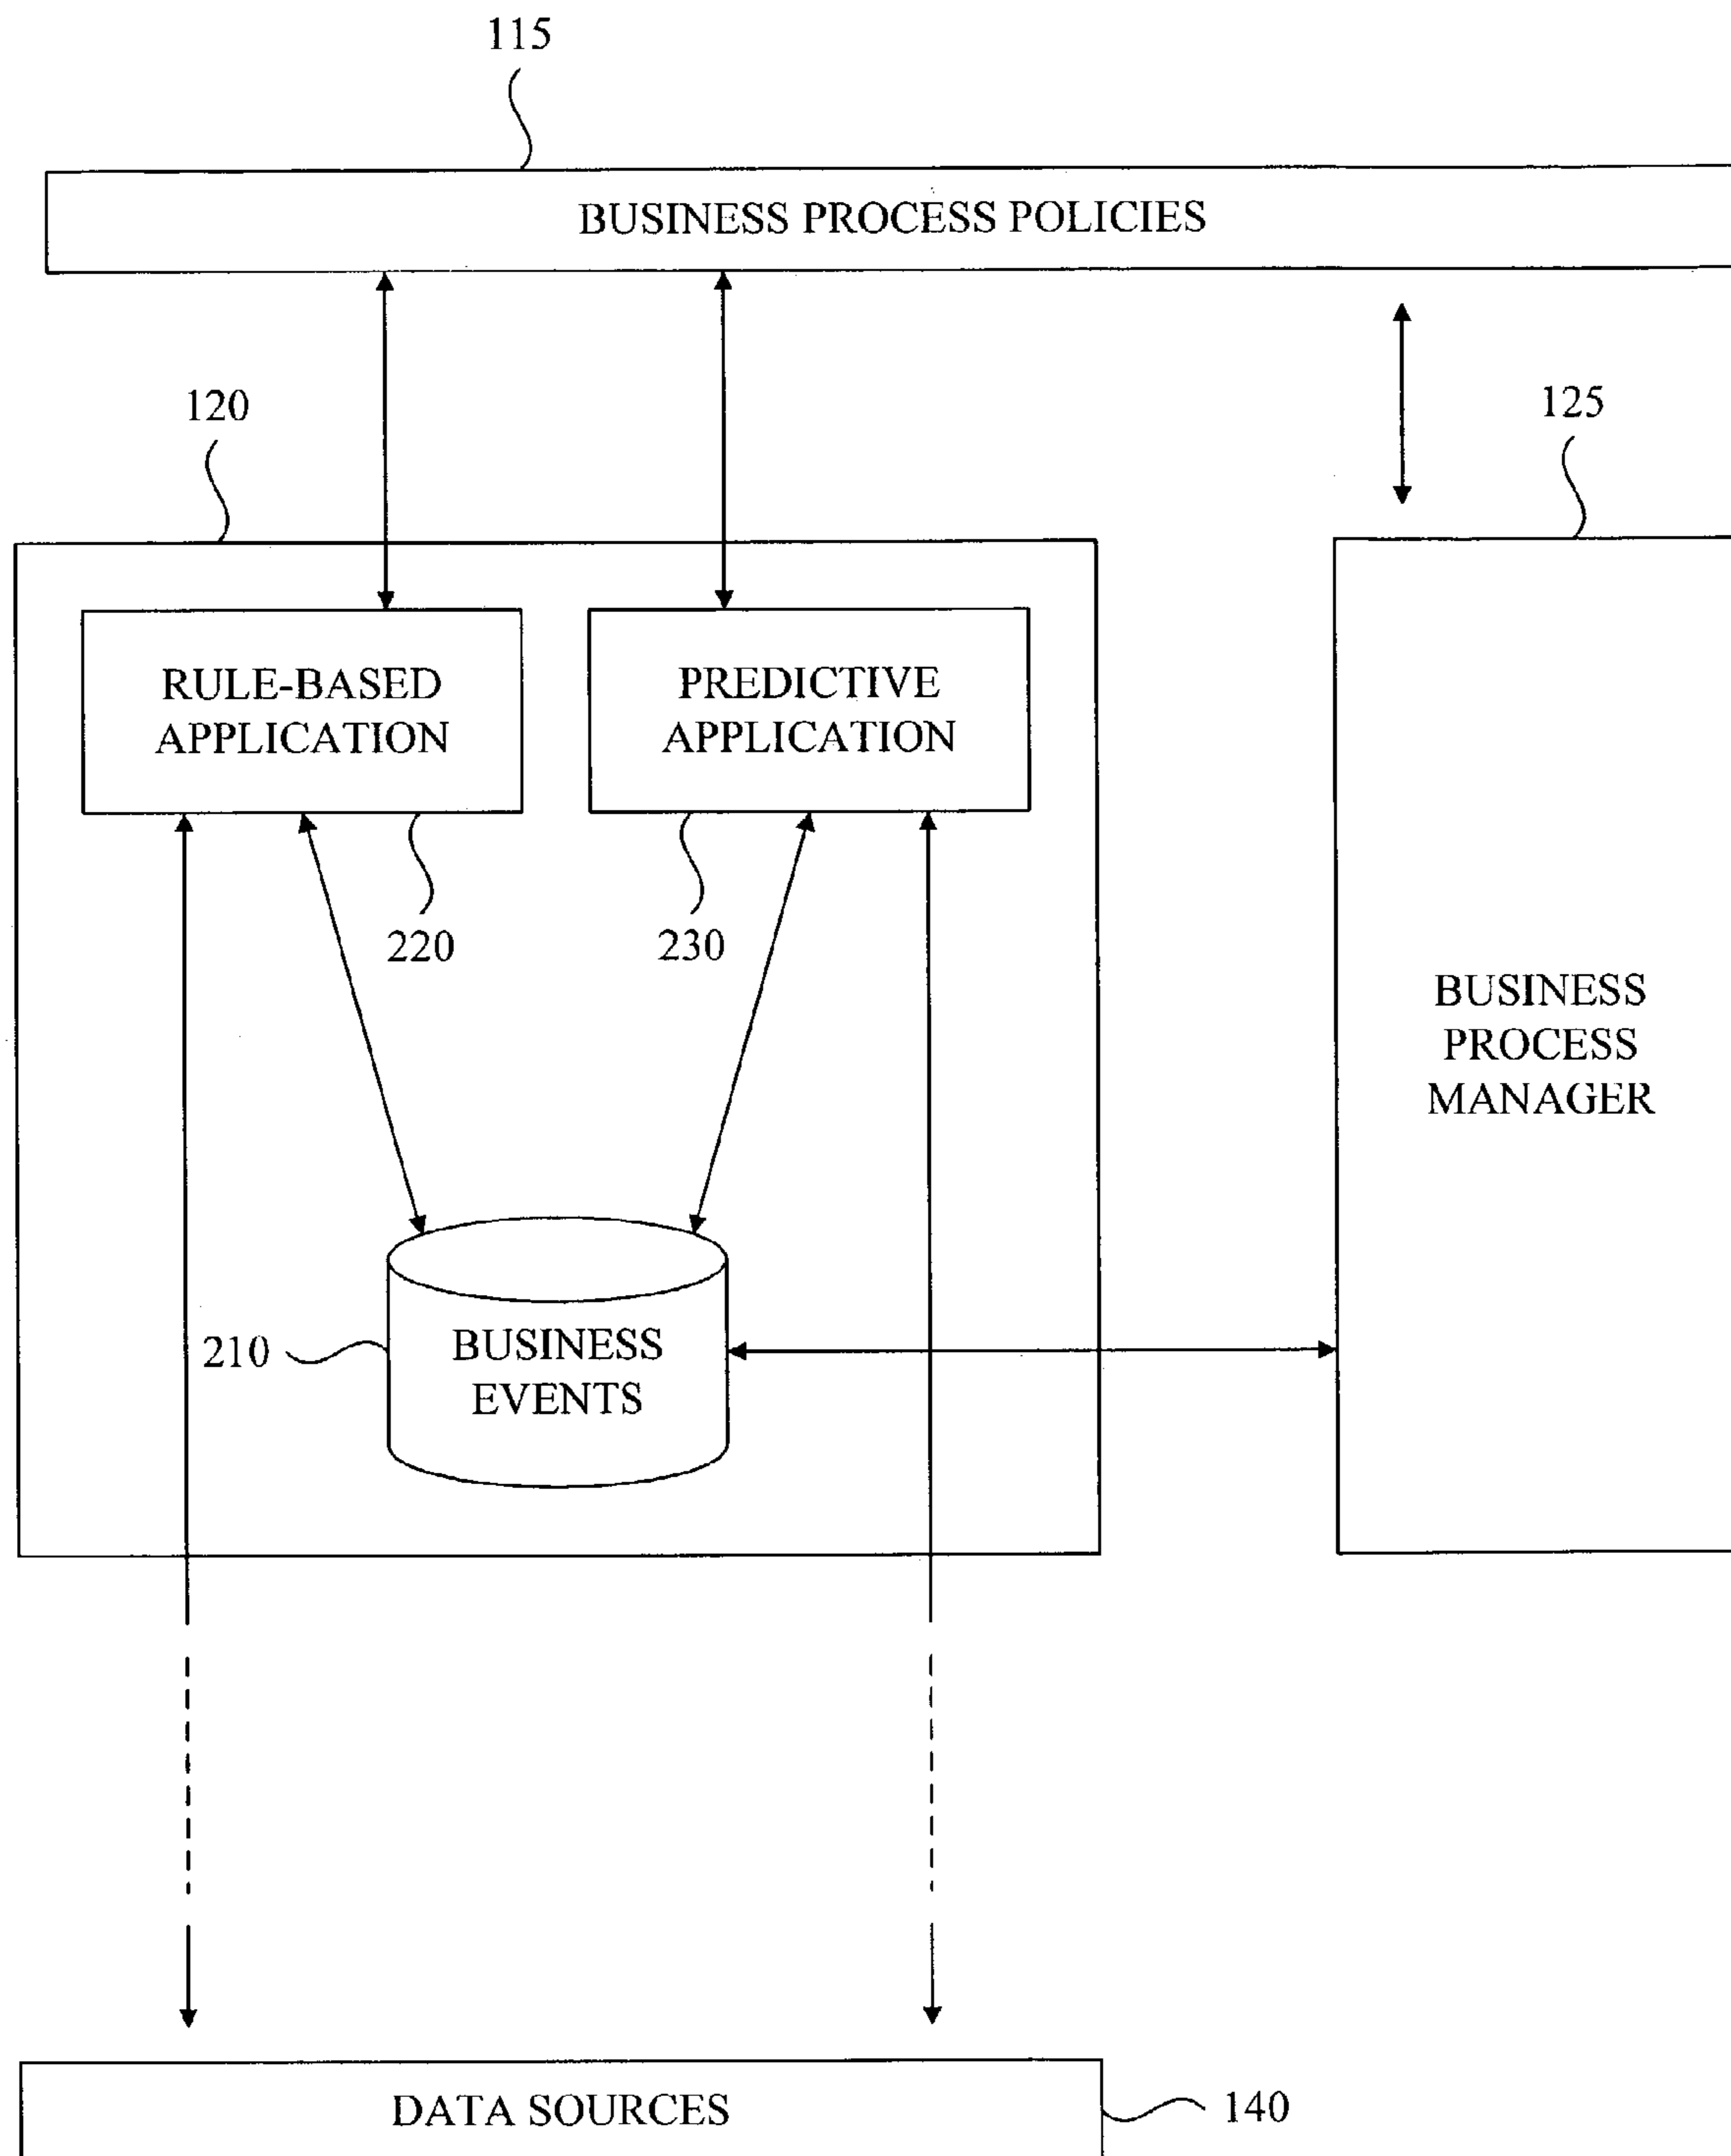 115
BUSINESS PROCESS POLICIES
120
125
RULE-BASED
APPLICATION
PREDICTIVE
APPLICATION
220
230
BUSINESS
PROCESS
MANAGER
210
BUSINESS
EVENTS
DATA SOURCES
140